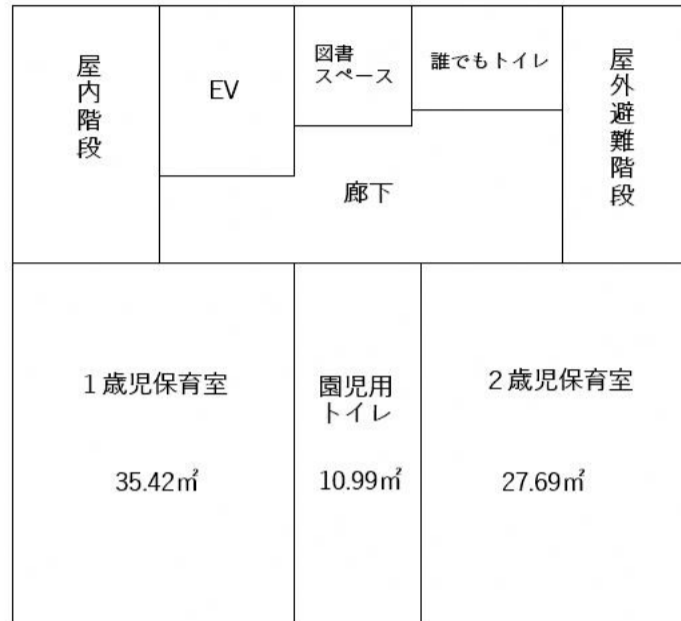 屋内階段
EV
図書
スペース
誰でもトイレ
屋外避難階段
廊下
１歳児保育室
35.42㎡
園児用
トイレ
10.99㎡
２歳児保育室
27.69㎡